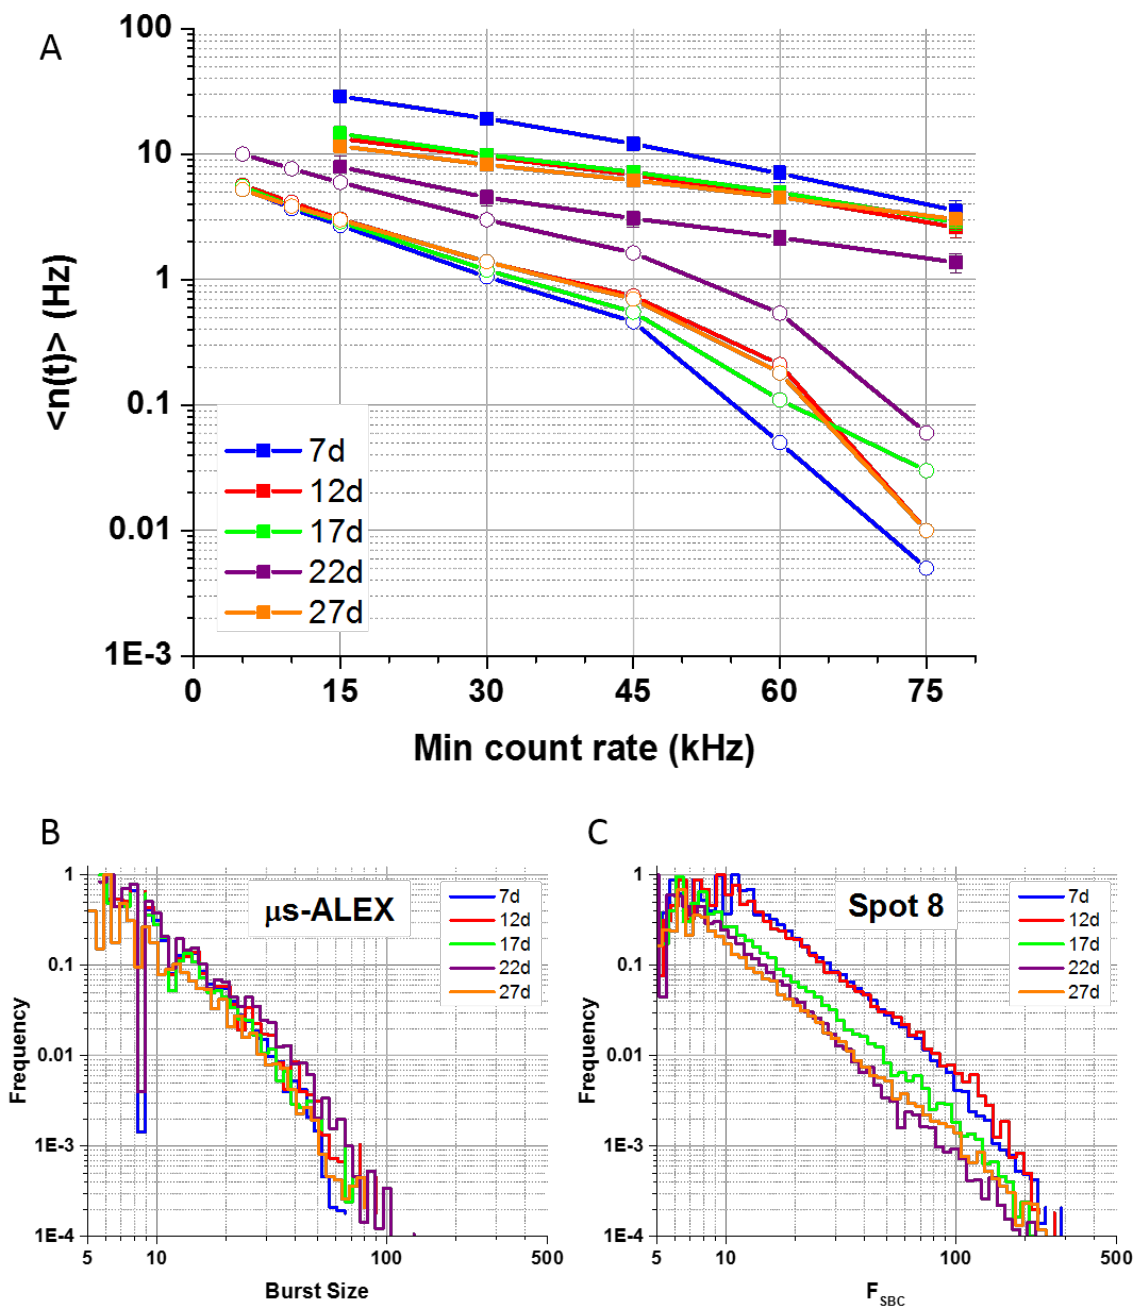 A
100
10
1
0.1
0.01
1E-3
<n(t)> (Hz)
7d
12d
17d
22d
27d
0 15 30 45 60 75
Min count rate (kHz)
B
1
0.1
0.01
1E-3
1E-4
Frequency
μs-ALEX
7d
12d
17d
22d
27d
5 10 100 500
Burst Size
C
1
0.1
0.01
1E-3
1E-4
Frequency
Spot 8
7d
12d
17d
22d
27d
5 10 100 500
F_SBC